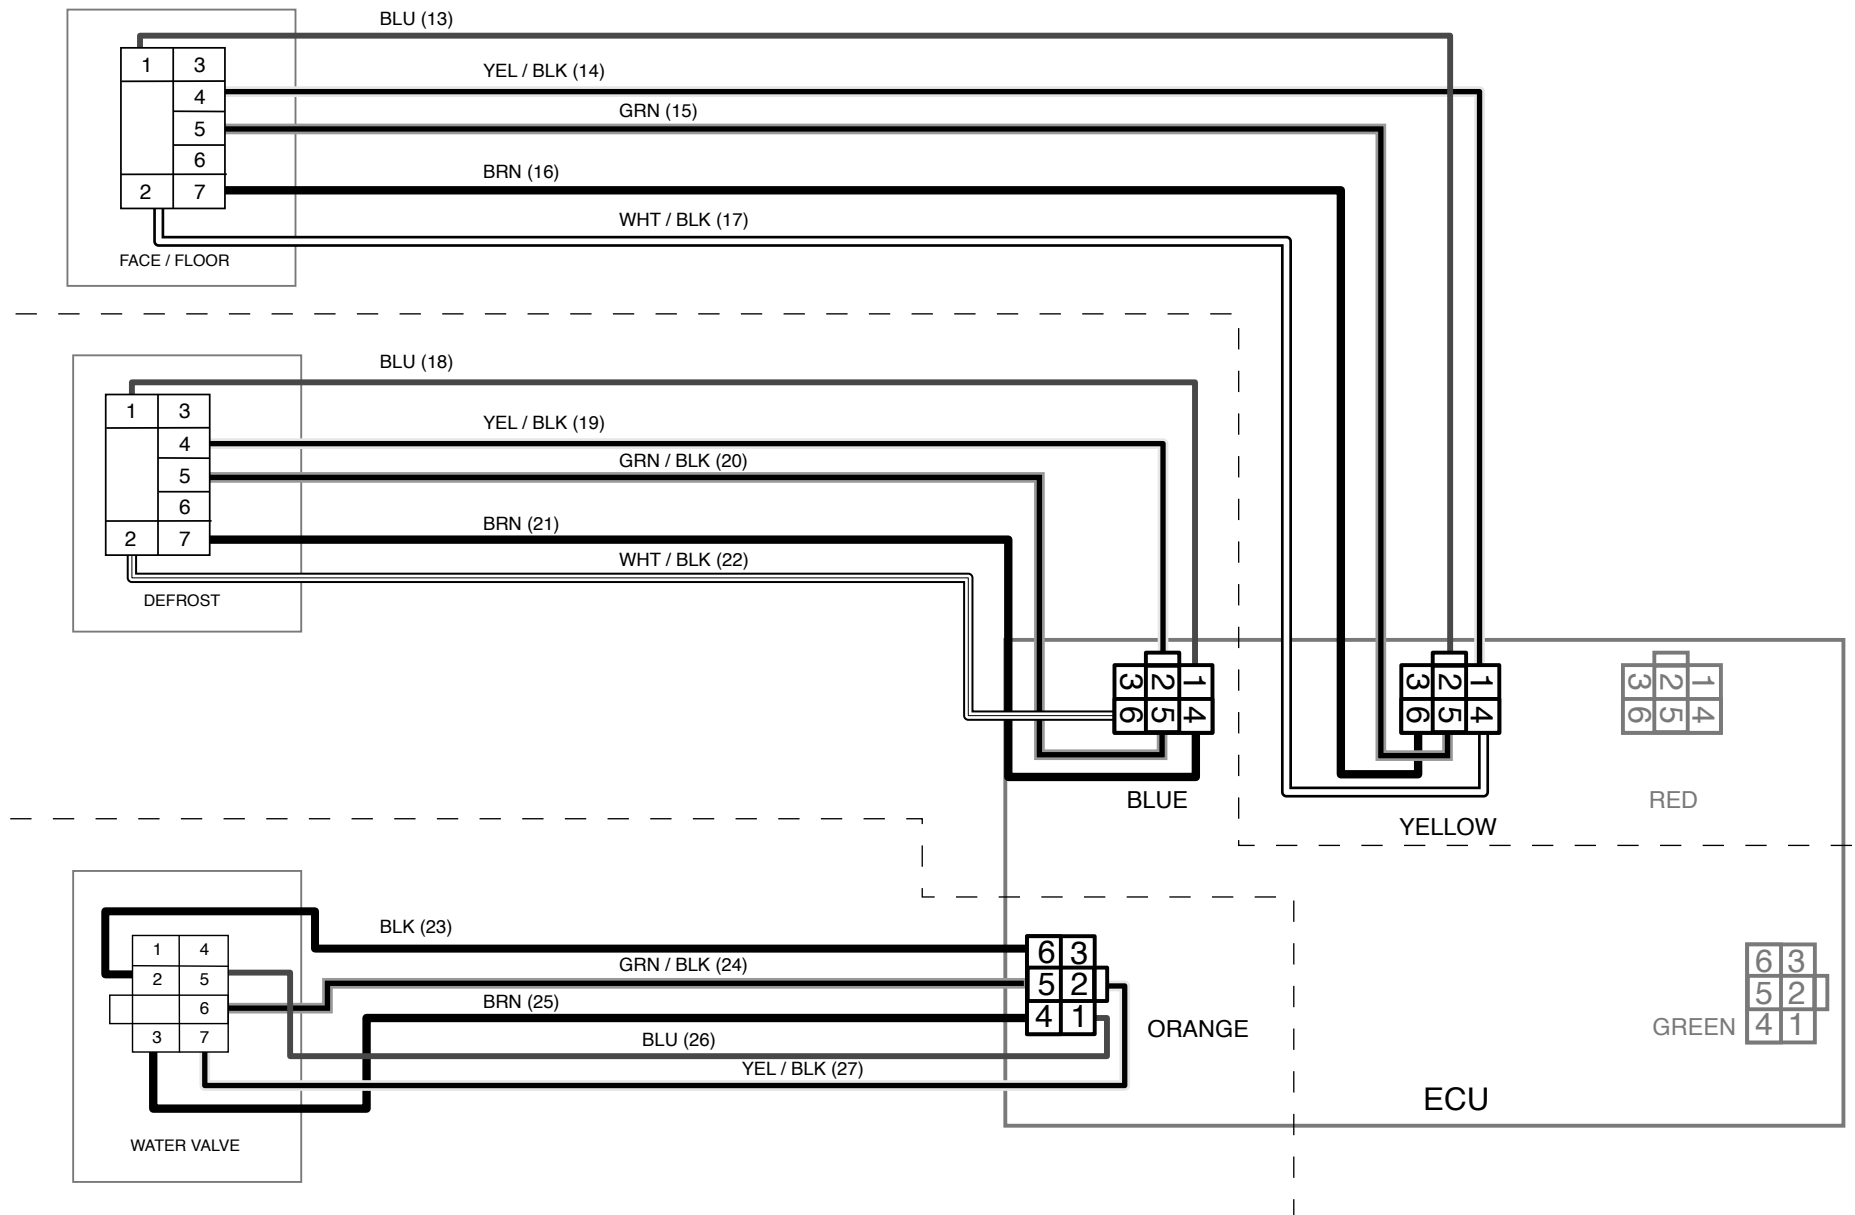 BLU (13)
1 3
YEL / BLK (14)
4
GRN (15)
5
6
BRN (16)
2 7
WHT / BLK (17)
FACE / FLOOR
BLU (18)
1 3
YEL / BLK (19)
4
GRN / BLK (20)
5
6
BRN (21)
2 7
WHT / BLK (22)
DEFROST
3 2 1
6 5 4
BLUE
3 2 1
6 5 4
YELLOW
3 2 1
6 5 4
RED
BLK (23)
1 4
2 5
6
3 7
GRN / BLK (24)
BRN (25)
BLU (26)
YEL / BLK (27)
WATER VALVE
6 3
5 2
4 1
ORANGE
6 3
5 2
4 1
GREEN
ECU